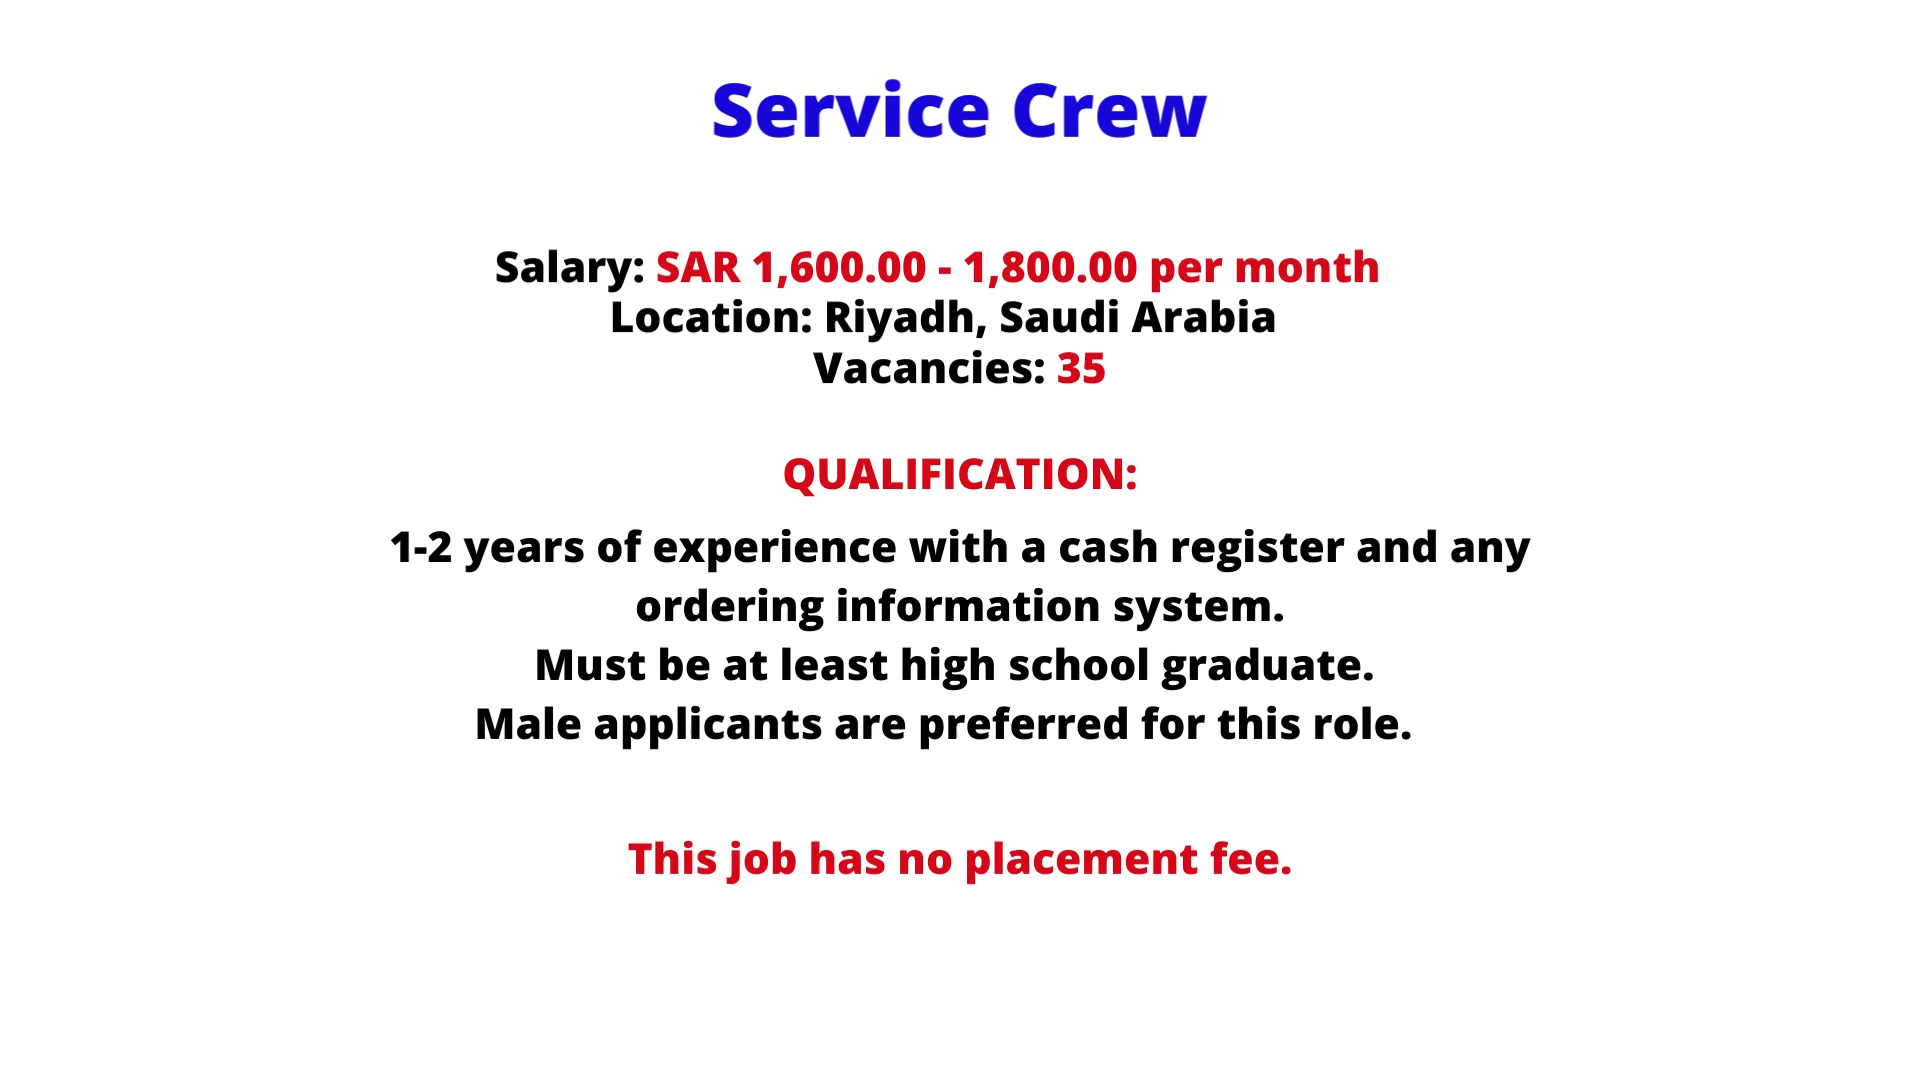 Service Crew
Salary: SAR 1,600.00 - 1,800.00 per month
Location: Riyadh, Saudi Arabia
Vacancies: 35
QUALIFICATION:
1-2 years of experience with a cash register and any
ordering information system.
Must be at least high school graduate.
Male applicants are preferred for this role.
This job has no placement fee.